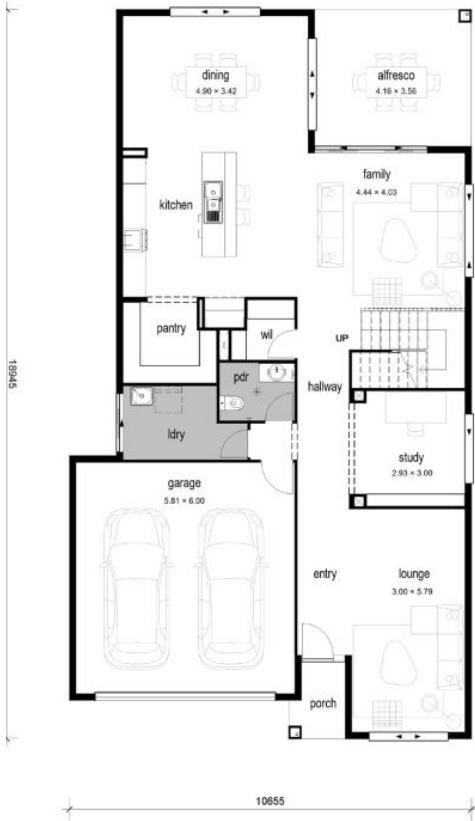 dining
4.90 × 3.42
alfresco
4.16 × 3.56
family
4.44 × 4.03
kitchen
pantry
wil
UP
pdr
hallway
ldry
study
2.93 × 3.00
garage
5.81 × 6.00
entry
lounge
3.00 × 5.79
porch
18945
10655